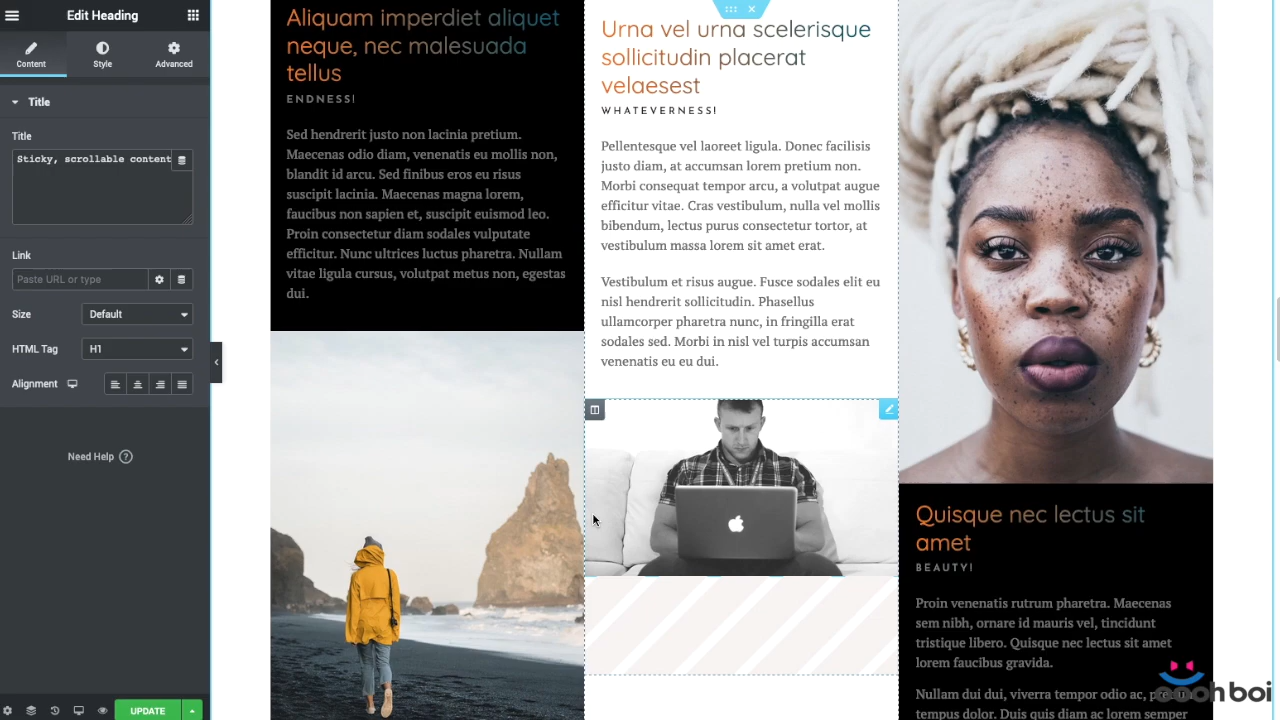 Edit Heading
Content
Style
Advanced
Title
Title
Sticky, scrollable content
Link
Paste URL or type
Size
Default
HTML Tag
H1
Alignment
Need Help
UPDATE
Aliquam imperdiet aliquet
neque, nec malesuada
tellus
ENDNESS!
Sed hendrerit justo non lacinia pretium.
Maecenas odio diam, venenatis eu mollis non,
blandit id arcu. Sed finibus eros eu risus
suscipit lacinia. Maecenas magna lorem,
faucibus non sapien et, suscipit euismod leo.
Proin consectetur diam sodales vulputate
efficitur. Nunc ultrices luctus pharetra. Nullam
vitae ligula cursus, volutpat metus non, egestas
dui.
Urna vel urna scelerisque
sollicitudin placerat
velaesest
WHATEVERNESS!
Pellentesque vel laoreet ligula. Donec facilisis
justo diam, at accumsan lorem pretium non.
Morbi consequat tempor arcu, a volutpat augue
efficitur vitae. Cras vestibulum, nulla vel mollis
bibendum, lectus purus consectetur tortor, at
vestibulum massa lorem sit amet erat.
Vestibulum et risus augue. Fusce sodales elit eu
nisl hendrerit sollicitudin. Phasellus
ullamcorper pharetra nunc, in fringilla erat
sodales sed. Morbi in nisl vel turpis accumsan
venenatis eu eu dui.
Quisque nec lectus sit
amet
BEAUTY!
Proin venenatis rutrum pharetra. Maecenas
sem nibh, ornare id mauris vel, tincidunt
tristique libero. Quisque nec lectus sit amet
lorem faucibus gravida.
Nullam dui dui, viverra tempor odio ac,
tempus dolor. Duis quis diam ac lorem semper
oooh boi